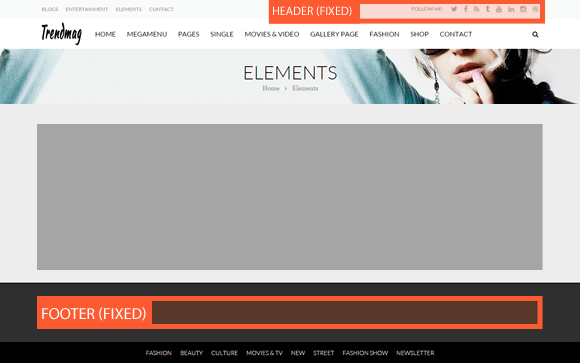 BLOGS ENTERTAINMENT ELEMENTS CONTACT
HEADER (FIXED)
FOLLOW ME:
Trendmag
HOME MEGAMENU PAGES SINGLE MOVIES & VIDEO GALLERY PAGE FASHION SHOP CONTACT
ELEMENTS
Home > Elements
FOOTER (FIXED)
FASHION BEAUTY CULTURE MOVIES & TV NEW STREET FASHION SHOW NEWSLETTER